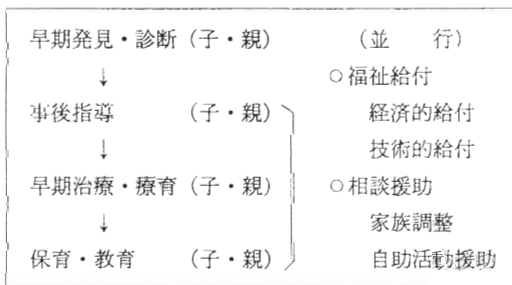 早期発見・診断(子・親)
↓
事後指導(子・親)
↓
早期治療・療育(子・親)
↓
保育・教育(子・親)
(並 行)
○福祉給付
経済的給付
技術的給付
○相談援助
家族調整
自助活動援助